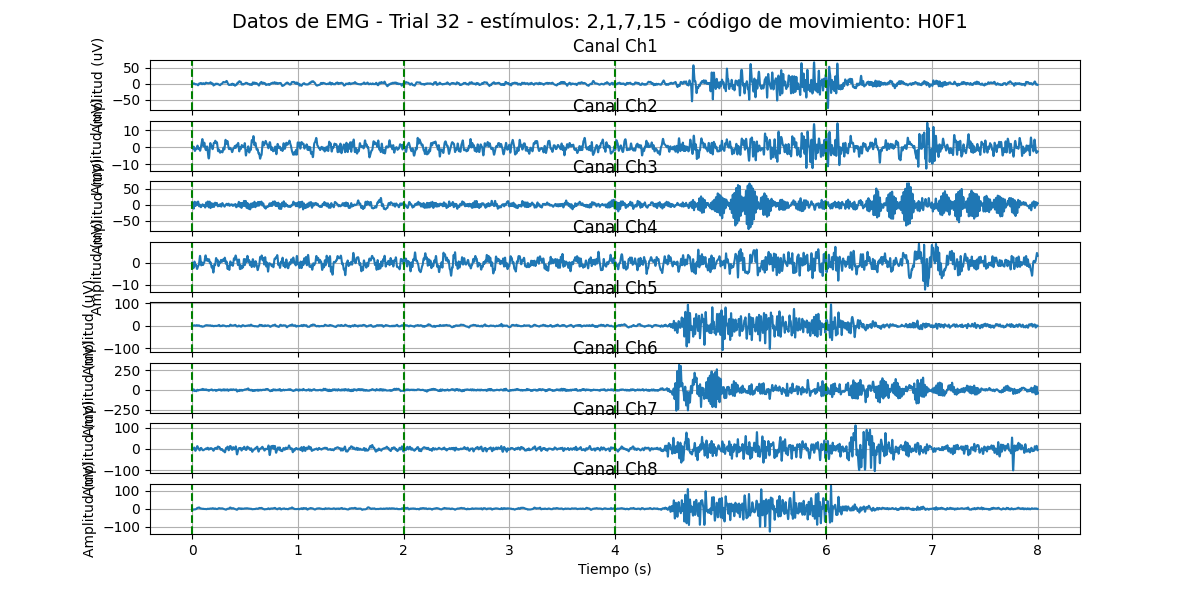 Datos de EMG - Trial 32 - estímulos: 2,1,7,15 - código de movimiento: H0F1
Canal Ch1
Amplitud (uV)
50
0
−50
Canal Ch2
10
0
−10
Canal Ch3
50
0
−50
Canal Ch4
0
−10
Canal Ch5
100
0
−100
Canal Ch6
250
0
−250
Canal Ch7
100
0
−100
Canal Ch8
Amplitud
100
0
−100
0 1 2 3 4 5 6 7 8
Tiempo (s)